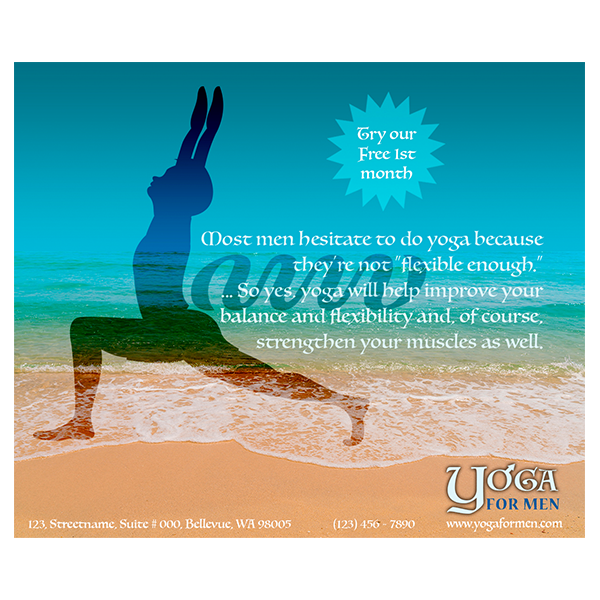 Try our
Free 1st
month
Most men hesitate to do yoga because
they're not "flexible enough."
... So yes, yoga will help improve your
balance and flexibility and, of course,
strengthen your muscles as well.
YOGA
FOR MEN
123, Streetname, Suite # 000, Bellevue, WA 98005 (123) 456 - 7890 www.yogaformen.com